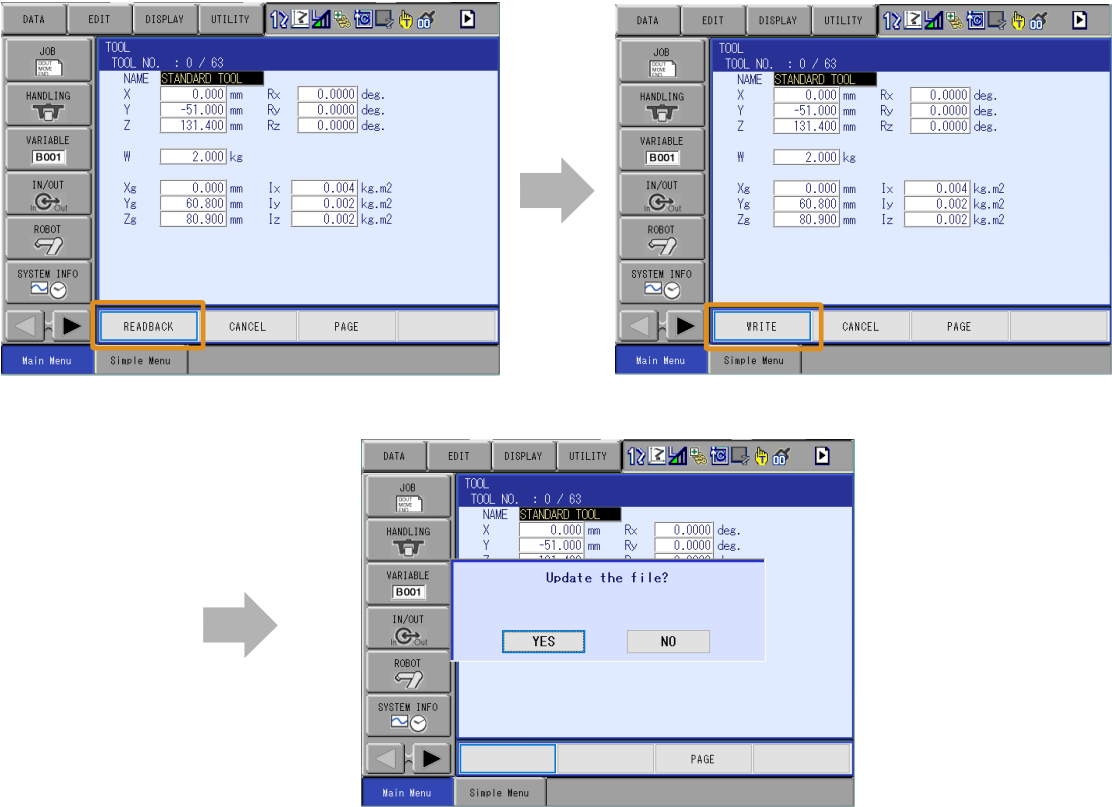 DATA EDIT DISPLAY UTILITY
JOB
DOUT
MOVE
END
HANDLING
VARIABLE
B001
IN/OUT
In Out
ROBOT
SYSTEM INFO
TOOL
TOOL NO. : 0 / 63
NAME STANDARD TOOL
X 0.000 mm Rx 0.0000 deg.
Y -51.000 mm Ry 0.0000 deg.
Z 131.400 mm Rz 0.0000 deg.
W 2.000 kg
Xg 0.000 mm Ix 0.004 kg.m2
Yg 60.800 mm Iy 0.002 kg.m2
Zg 80.900 mm Iz 0.002 kg.m2
READBACK CANCEL PAGE
Main Menu Simple Menu
DATA EDIT DISPLAY UTILITY
JOB
DOUT
MOVE
END
HANDLING
VARIABLE
B001
IN/OUT
In Out
ROBOT
SYSTEM INFO
TOOL
TOOL NO. : 0 / 63
NAME STANDARD TOOL
X 0.000 mm Rx 0.0000 deg.
Y -51.000 mm Ry 0.0000 deg.
Z 131.400 mm Rz 0.0000 deg.
W 2.000 kg
Xg 0.000 mm Ix 0.004 kg.m2
Yg 60.800 mm Iy 0.002 kg.m2
Zg 80.900 mm Iz 0.002 kg.m2
WRITE CANCEL PAGE
Main Menu Simple Menu
DATA EDIT DISPLAY UTILITY
JOB
DOUT
MOVE
END
HANDLING
VARIABLE
B001
IN/OUT
In Out
ROBOT
SYSTEM INFO
TOOL
TOOL NO. : 0 / 63
NAME STANDARD TOOL
X 0.000 mm Rx 0.0000 deg.
Y -51.000 mm Ry 0.0000 deg.
Update the file?
YES NO
PAGE
Main Menu Simple Menu